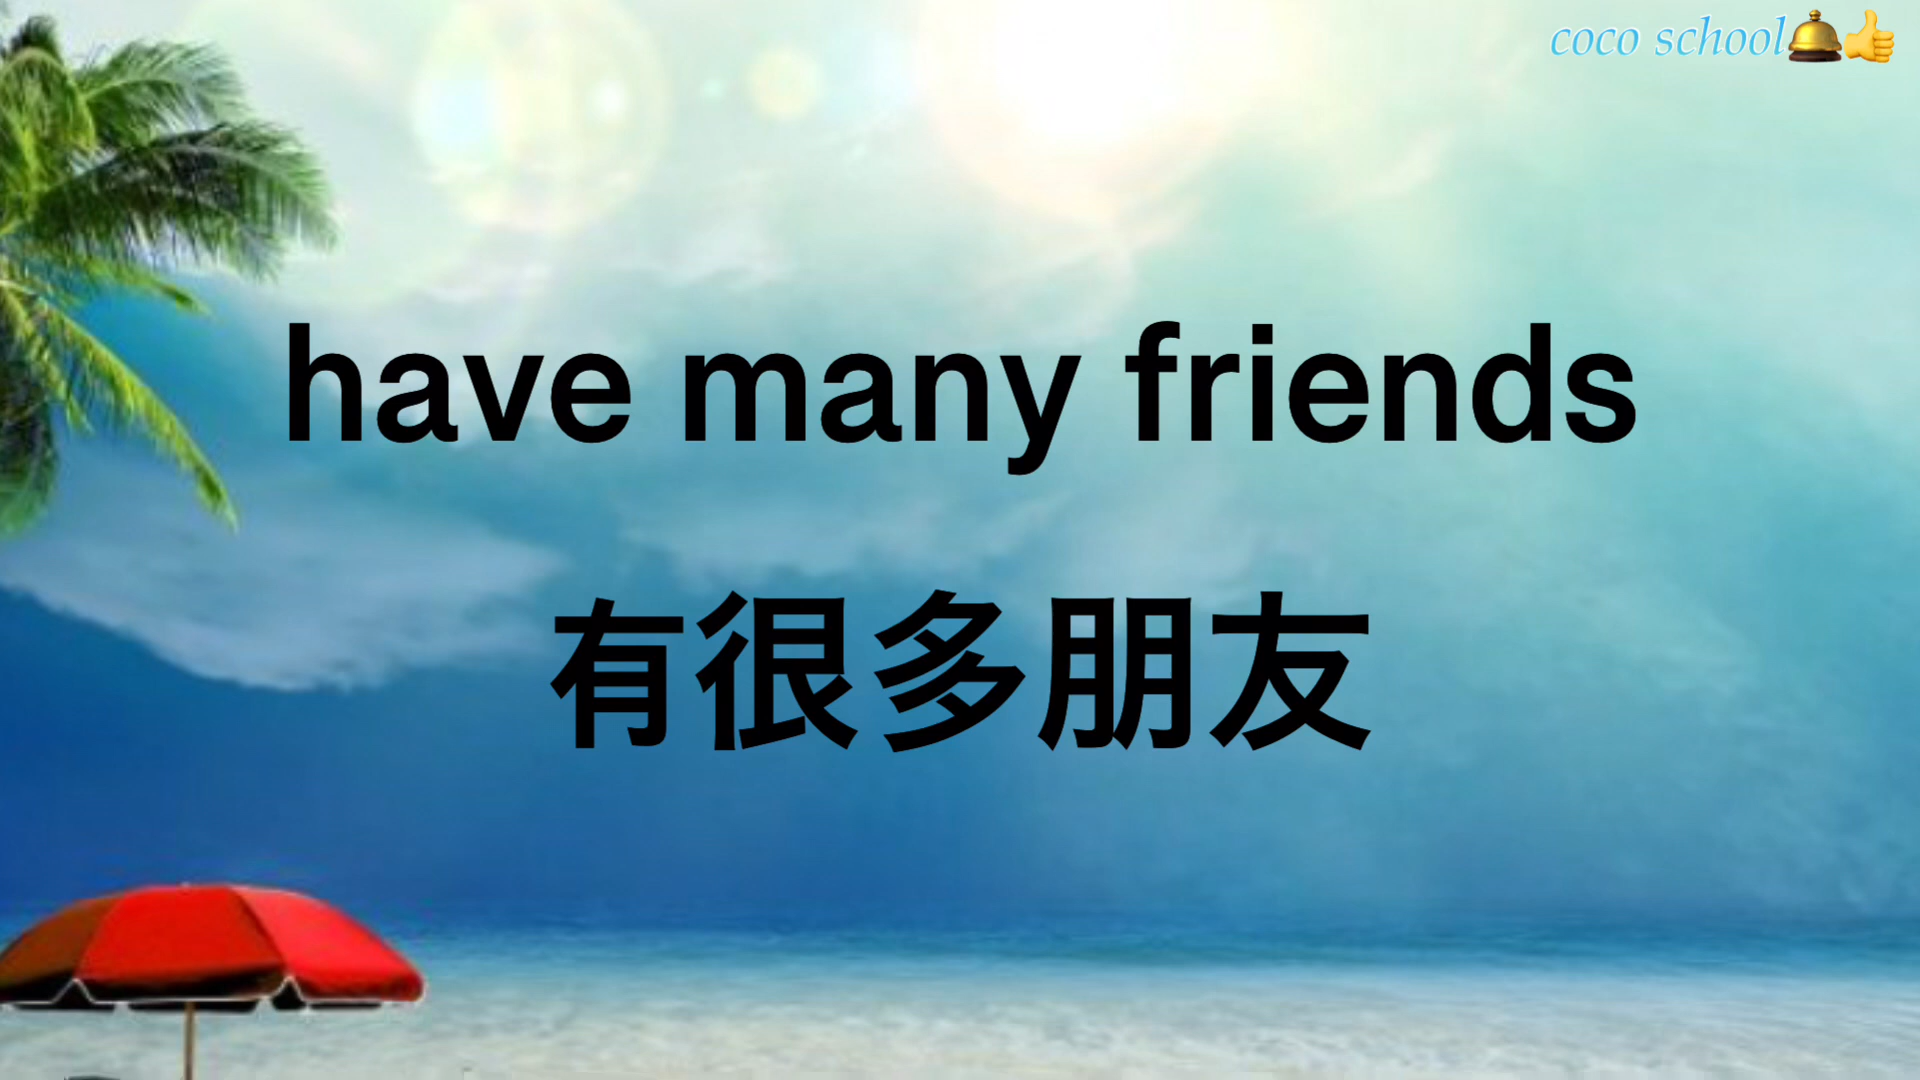 coco school🛎️👍
have many friends
有很多朋友